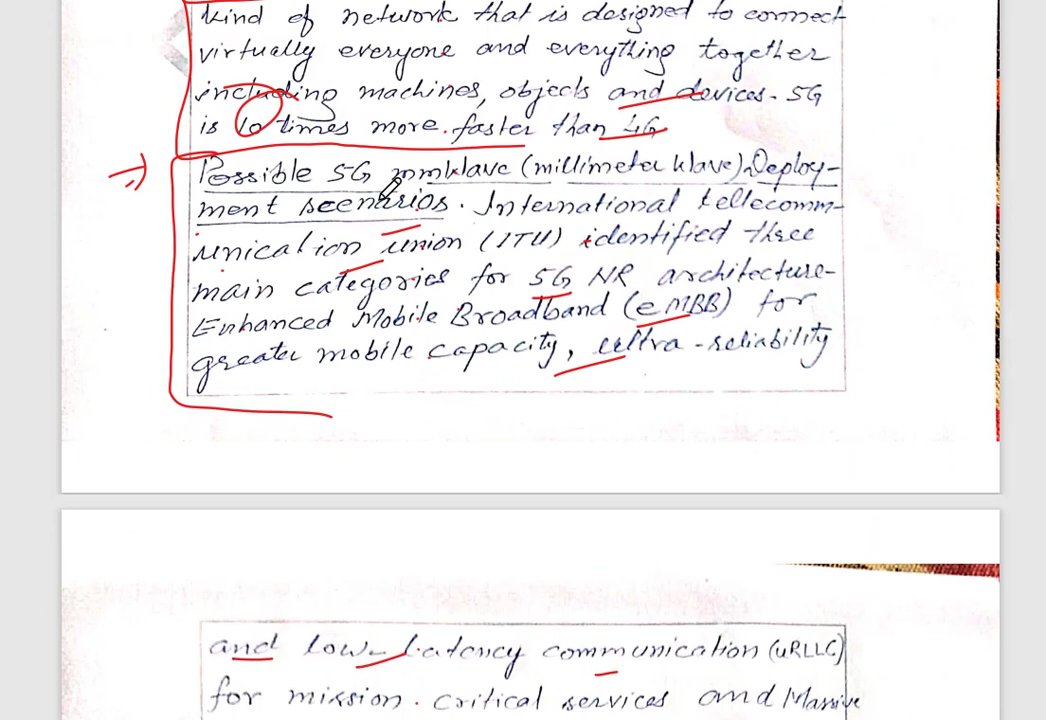 kind of network that is designed to connect
virtually everyone and everything together
including machines, objects and devices. 5G
is 10 times more faster than 4G
Possible 5G mmWave (millimeter Wave) Deploy-
ment scenarios. International tellecomm-
unication union (ITU) identified three
main categories for 5G NR architecture-
Enhanced Mobile Broadband (eMBB) for
greater mobile capacity, ultra-reliability
and low-latency communication (uRLLC)
for mission critical services and Massive